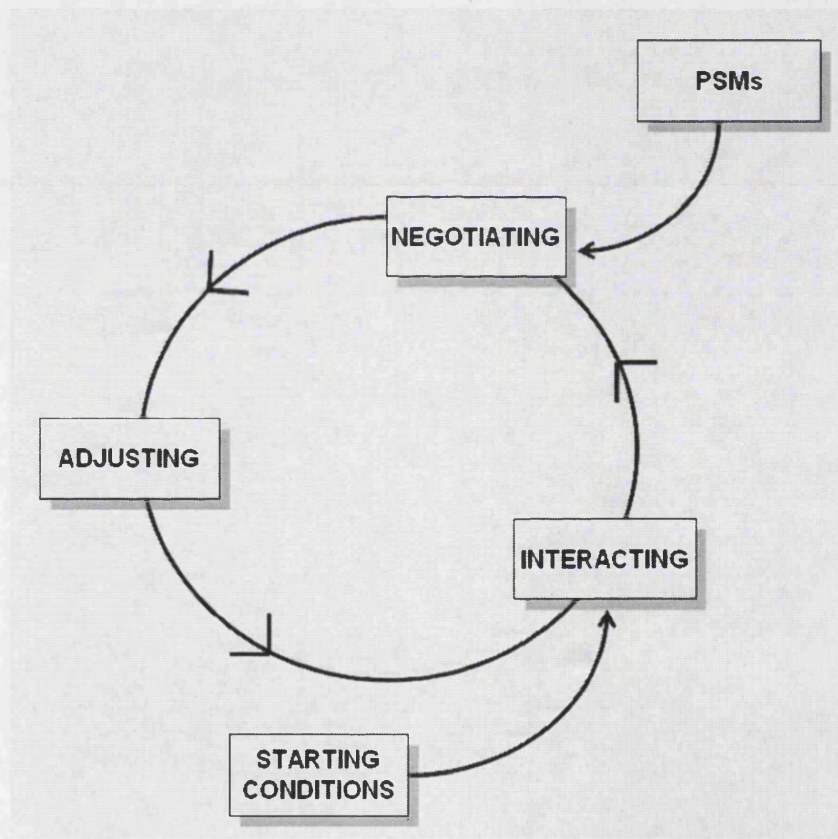 PSMs
NEGOTIATING
ADJUSTING
INTERACTING
STARTING
CONDITIONS